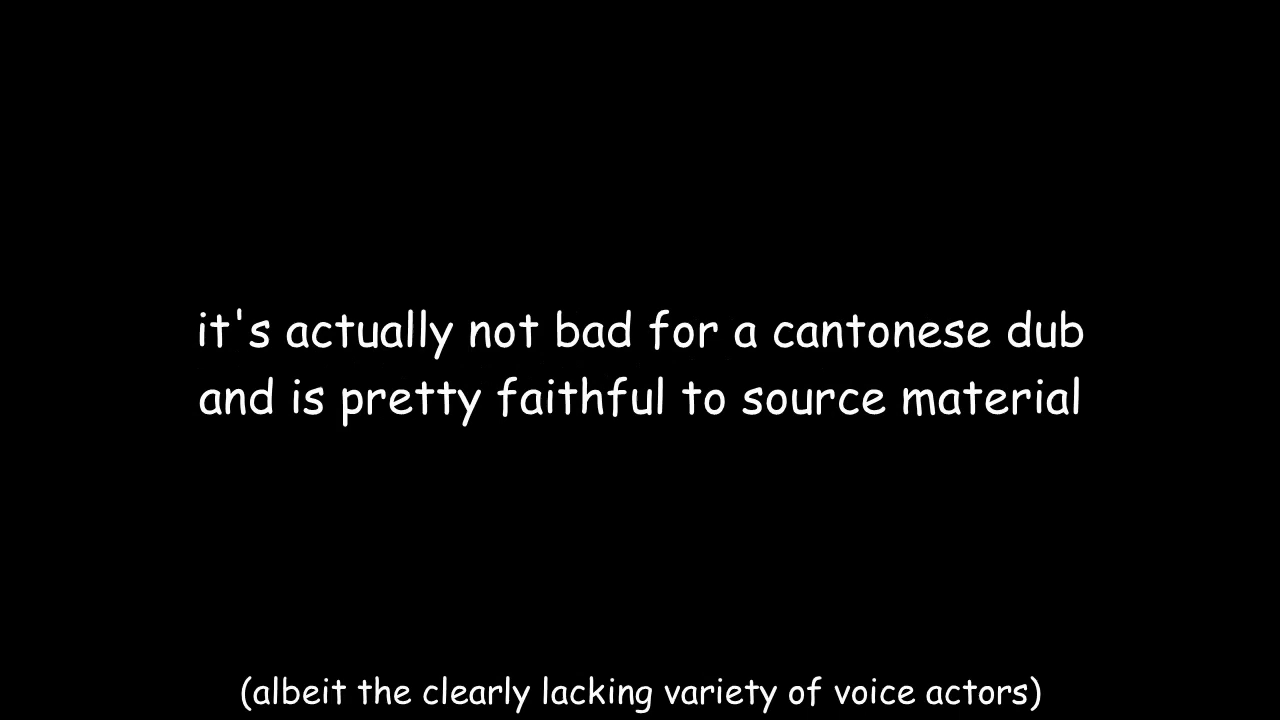 it's actually not bad for a cantonese dub
and is pretty faithful to source material
(albeit the clearly lacking variety of voice actors)